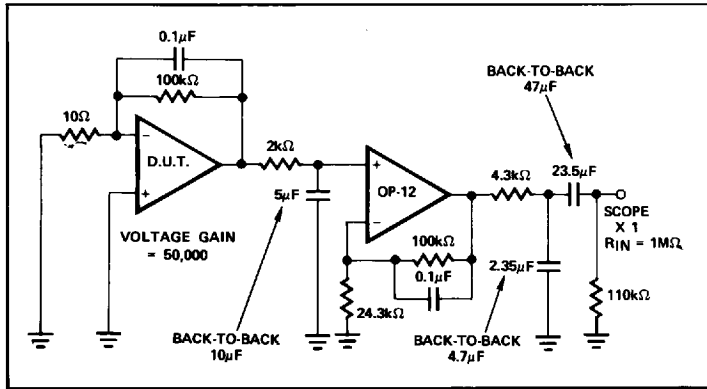 0.1μF
100kΩ
10Ω
−
D.U.T.
+
VOLTAGE GAIN
= 50,000
2kΩ
5μF
BACK-TO-BACK
10μF
+
OP-12
−
100kΩ
0.1μF
24.3kΩ
BACK-TO-BACK
47μF
4.3kΩ
23.5μF
SCOPE
X 1
RIN = 1MΩ
2.35μF
110kΩ
BACK-TO-BACK
4.7μF